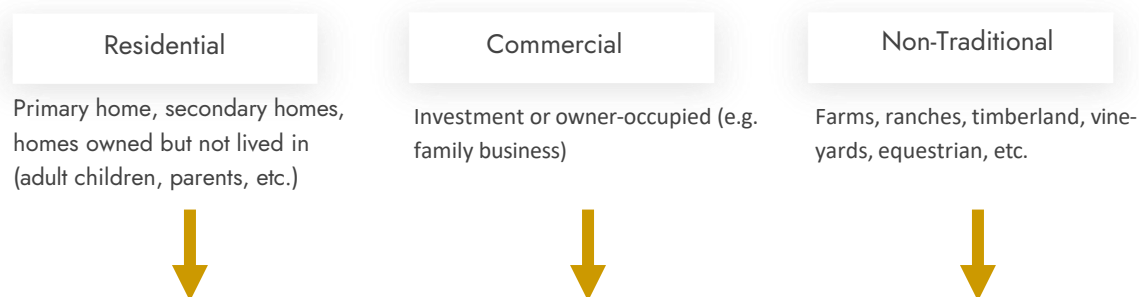 Residential
Primary home, secondary homes,
homes owned but not lived in
(adult children, parents, etc.)
Commercial
Investment or owner-occupied (e.g.
family business)
Non-Traditional
Farms, ranches, timberland, vine-
yards, equestrian, etc.